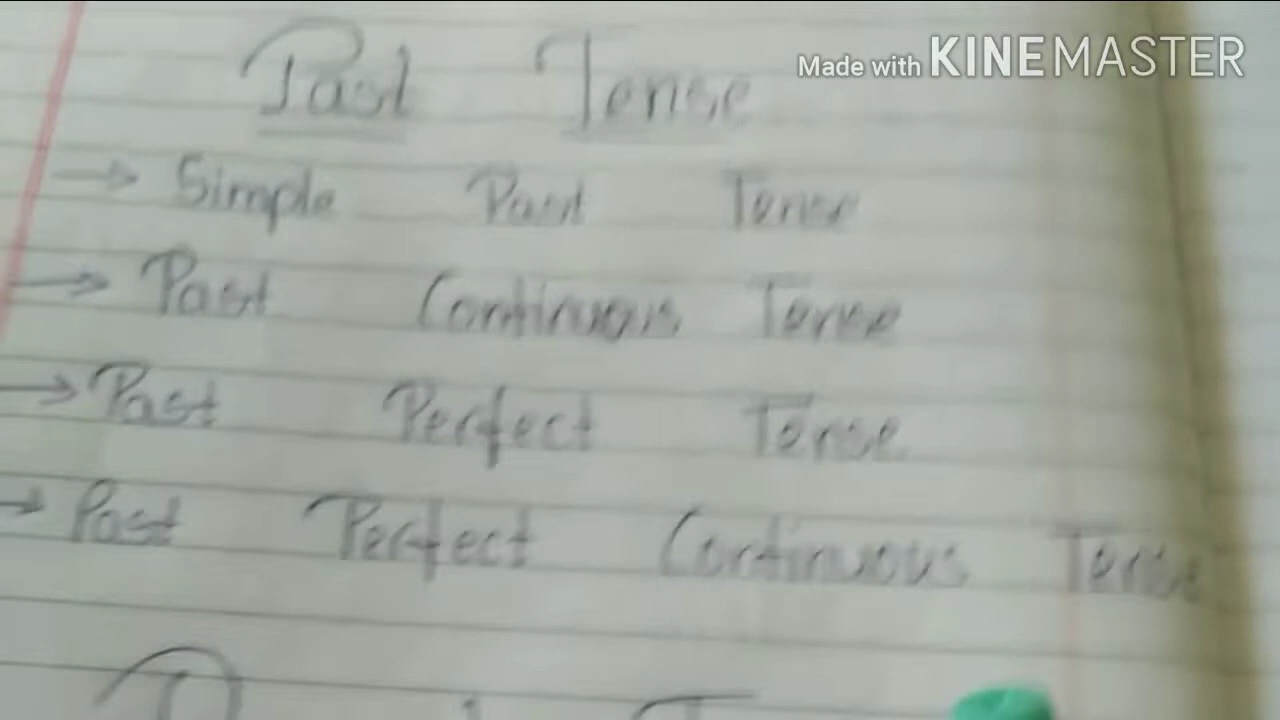 Made with KINEMASTER
Past Tense
→ Simple Past Tense
→ Past Continuous Tense
→ Past Perfect Tense
→ Past Perfect Continuous Tense